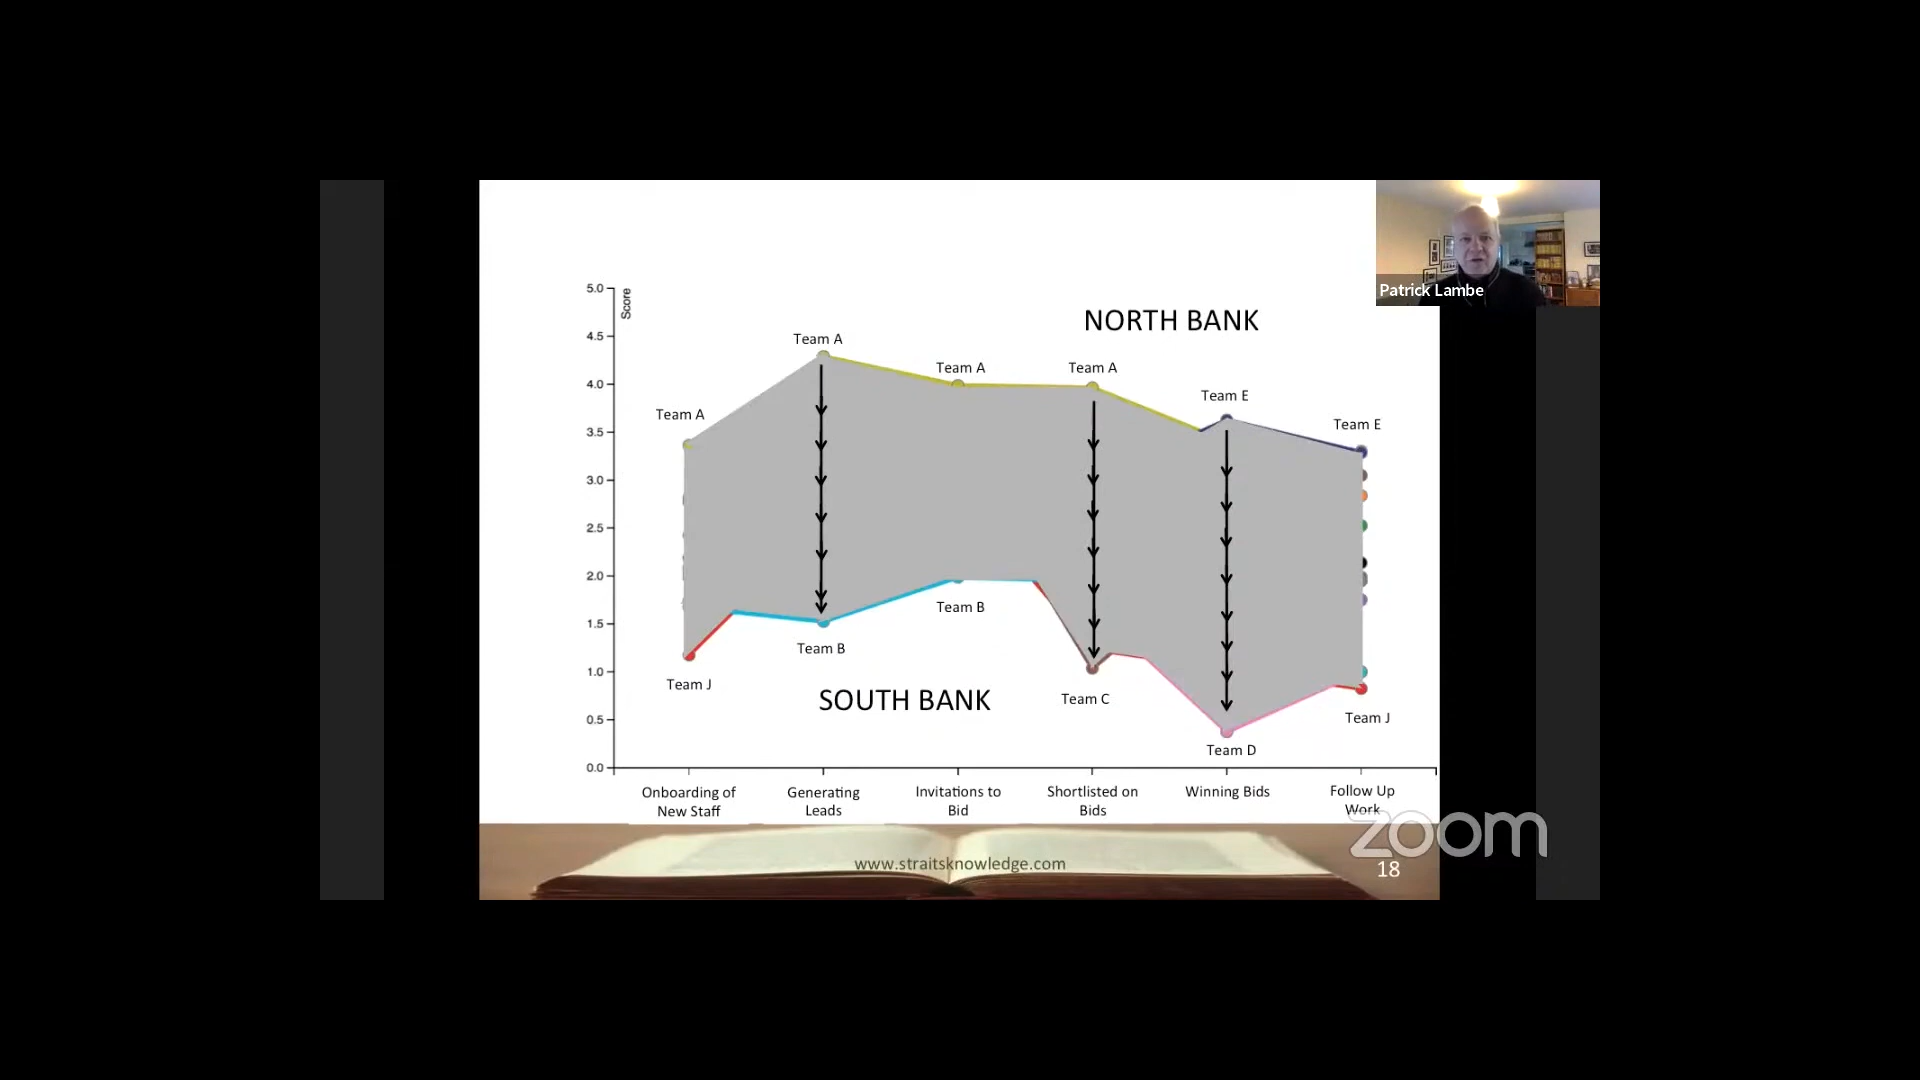 Patrick Lambe
5.0
Score
NORTH BANK
4.5
Team A
Team A
Team A
4.0
Team E
Team A
Team E
3.5
3.0
2.5
2.0
Team B
1.5
Team B
Team J
1.0
SOUTH BANK
Team C
Team J
0.5
Team D
0.0
Onboarding of
New Staff
Generating
Leads
Invitations to
Bid
Shortlisted on
Bids
Winning Bids
Follow Up
Work
zoom
www.straitsknowledge.com
18